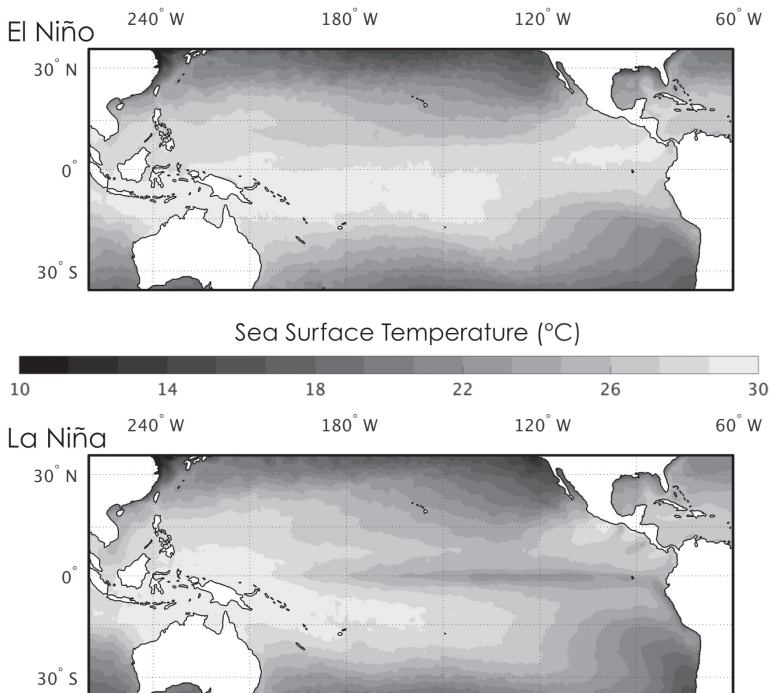 240° W 180° W 120° W 60° W
El Niño
30° N
0°
30° S
Sea Surface Temperature (°C)
10 14 18 22 26 30
240° W 180° W 120° W 60° W
La Niña
30° N
0°
30° S